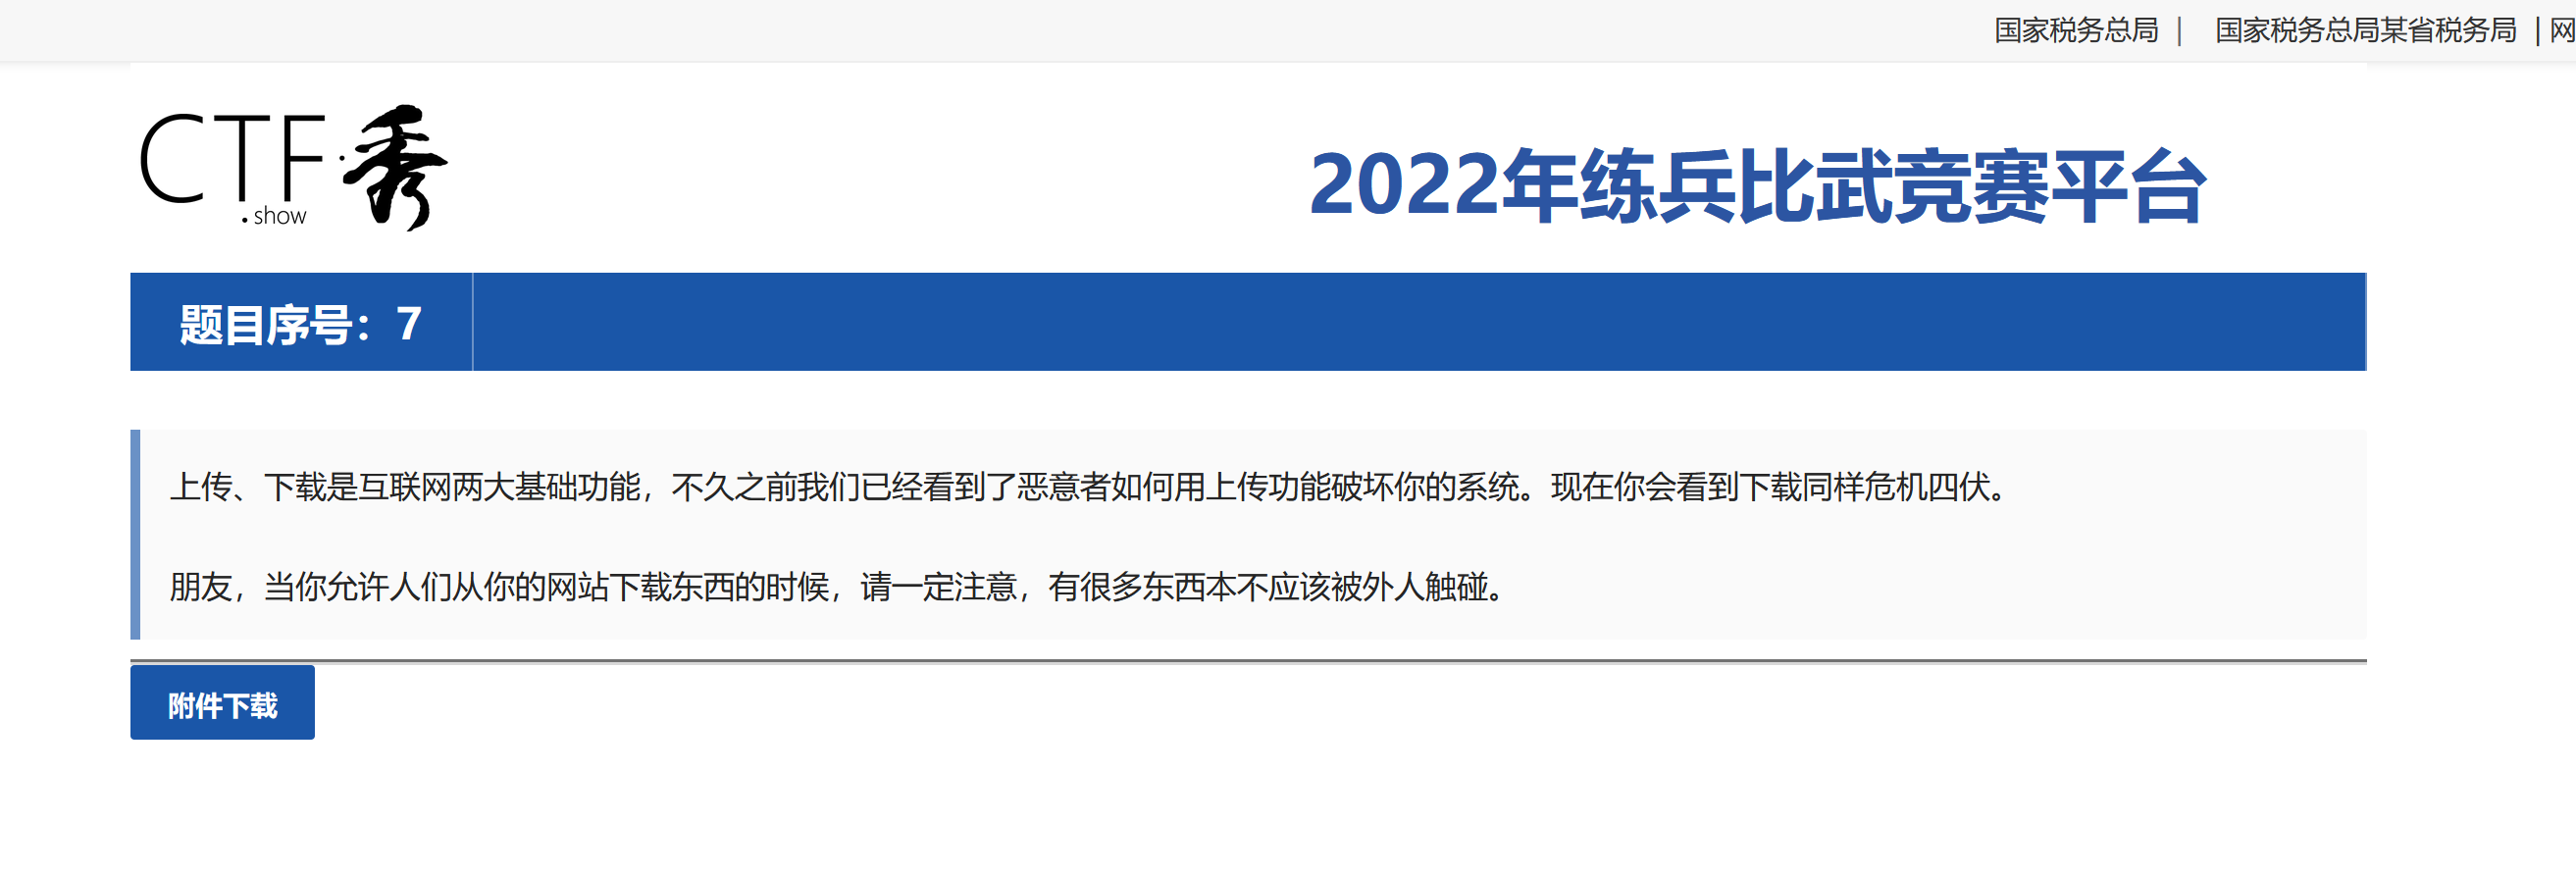 国家税务总局 | 国家税务总局某省税务局 | 网
CTF秀
.show
2022年练兵比武竞赛平台
题目序号：7
上传、下载是互联网两大基础功能，不久之前我们已经看到了恶意者如何用上传功能破坏你的系统。现在你会看到下载同样危机四伏。
朋友，当你允许人们从你的网站下载东西的时候，请一定注意，有很多东西本不应该被外人触碰。
附件下载